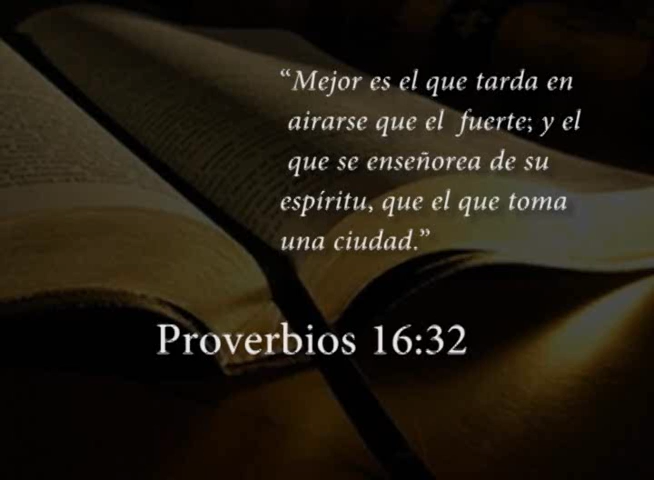 “Mejor es el que tarda en
airarse que el fuerte; y el
que se enseñorea de su
espíritu, que el que toma
una ciudad.”
Proverbios 16:32